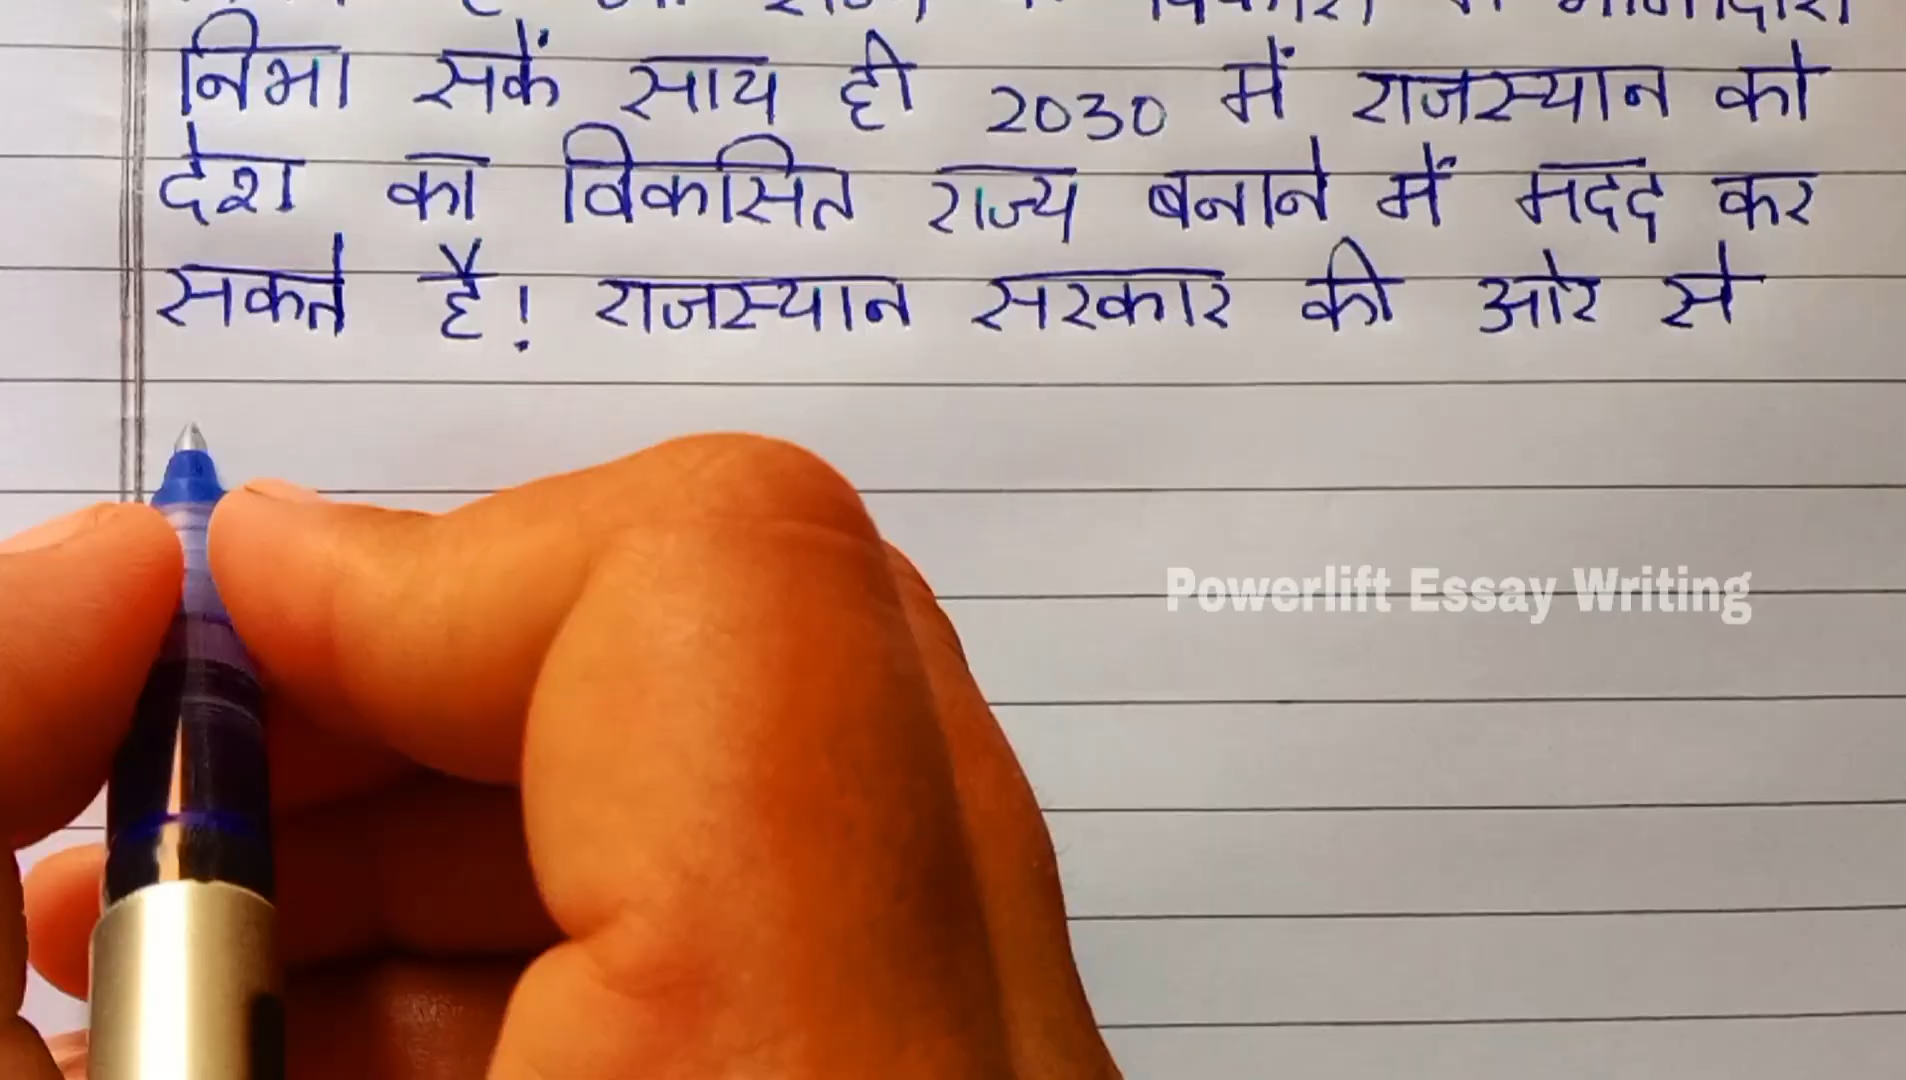 निभा सकें साथ ही 2030 में राजस्थान को
देश का विकसित राज्य बनाने में मदद कर
सकते है! राजस्थान सरकार की ओर से
Powerlift Essay Writing